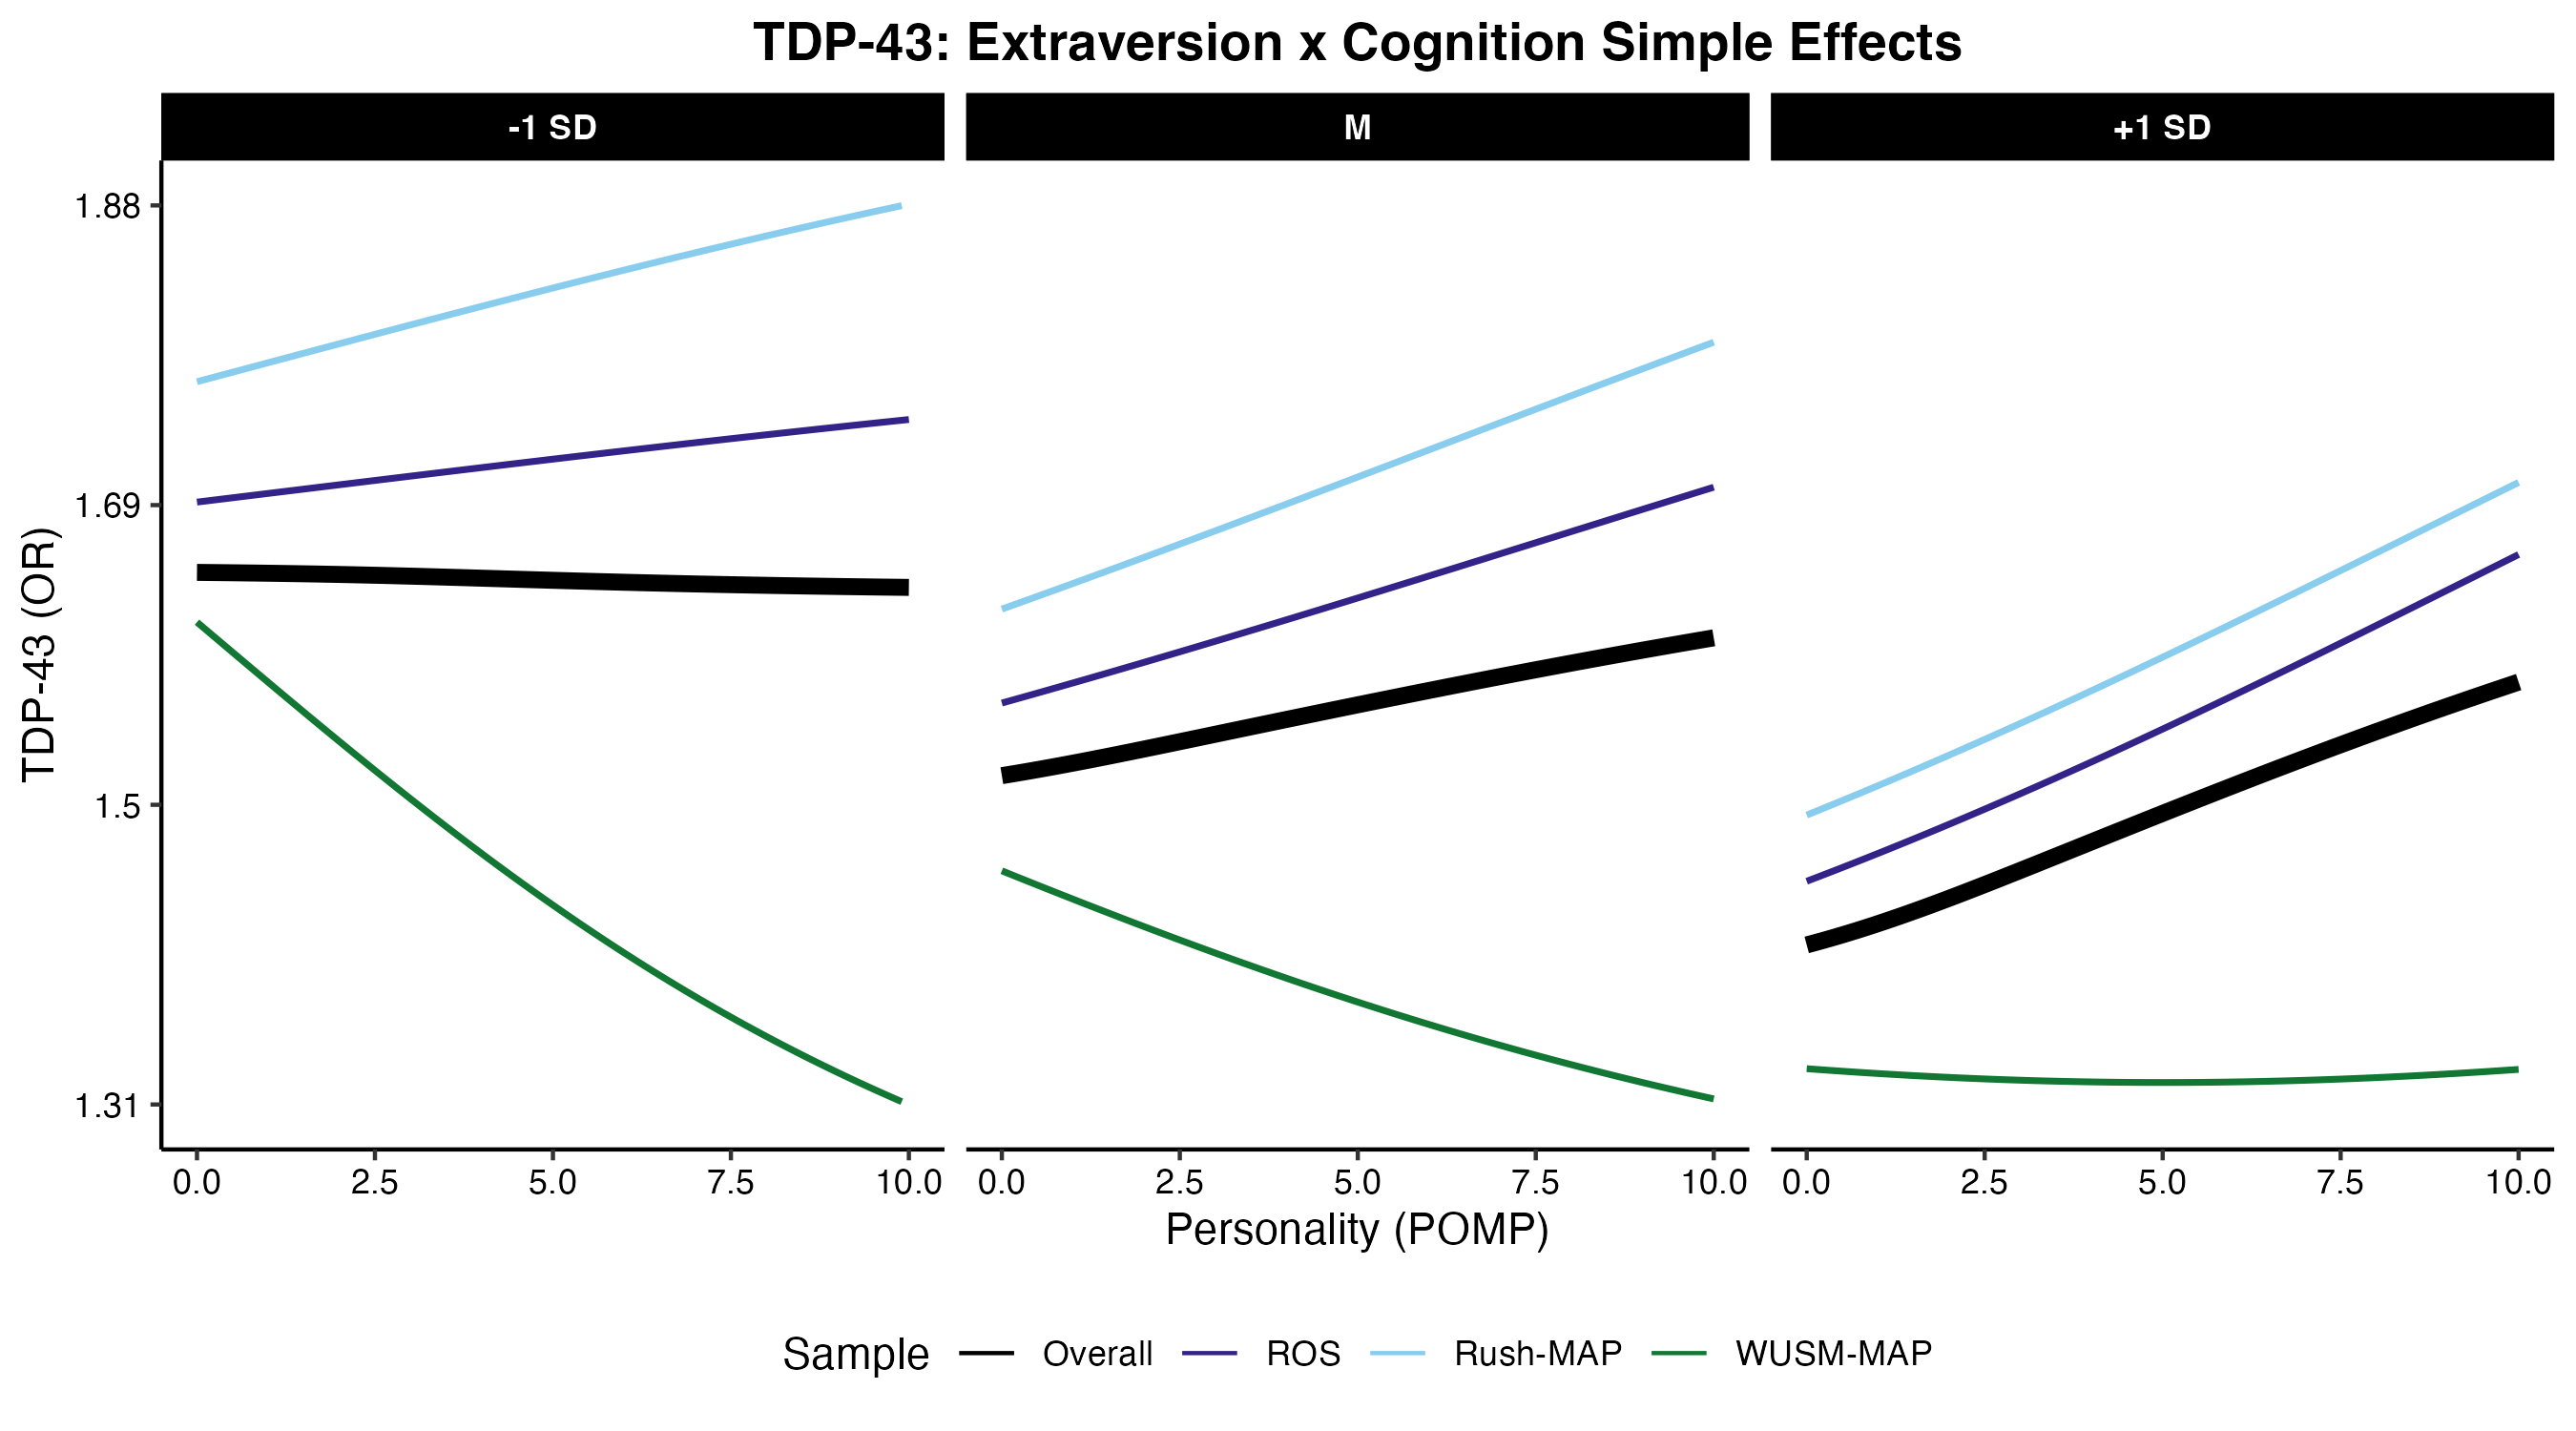 TDP-43: Extraversion x Cognition Simple Effects
-1 SD M +1 SD
TDP-43 (OR)
1.88
1.69
1.5
1.31
0.0 2.5 5.0 7.5 10.0 0.0 2.5 5.0 7.5 10.0 0.0 2.5 5.0 7.5 10.0
Personality (POMP)
Sample Overall ROS Rush-MAP WUSM-MAP